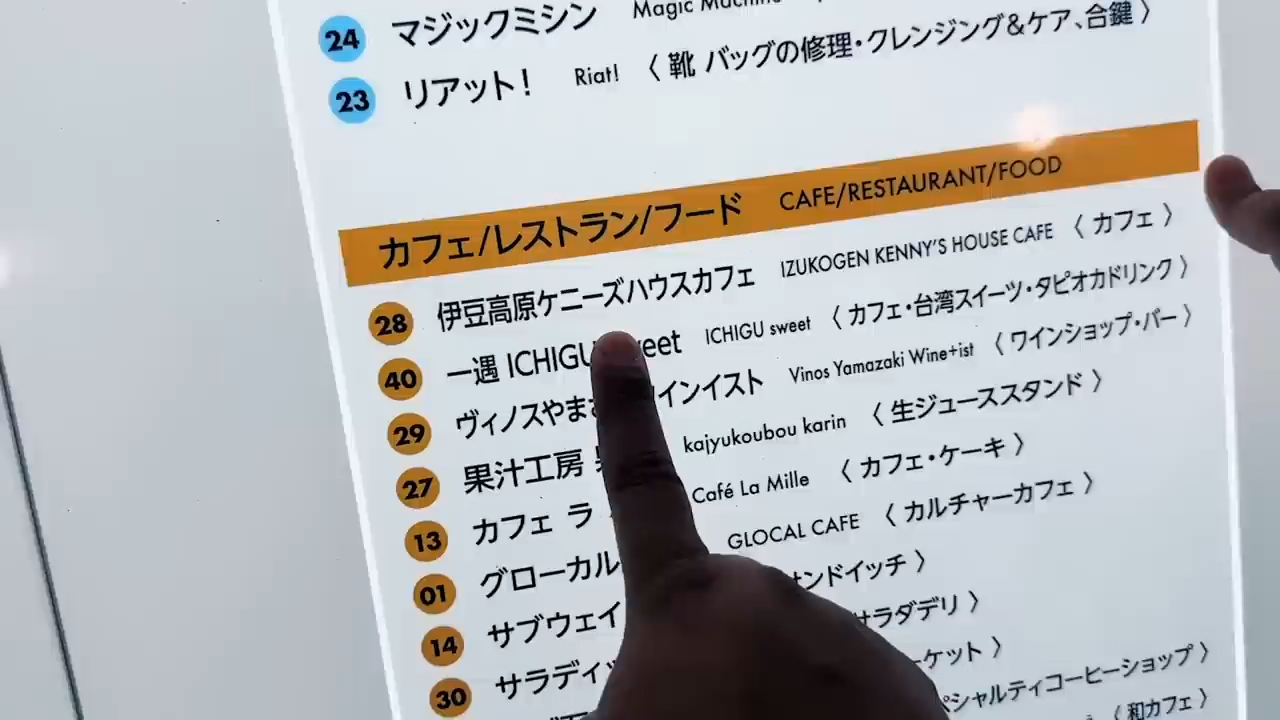 24 マジックミシン Magic Machine
23 リアット! Riat! 〈 靴 バッグの修理・クレンジング&ケア、合鍵 〉
カフェ/レストラン/フード CAFE/RESTAURANT/FOOD
28 伊豆高原ケニーズハウスカフェ IZUKOGEN KENNY'S HOUSE CAFE 〈 カフェ 〉
40 一遇 ICHIGU sweet ICHIGU sweet 〈 カフェ・台湾スイーツ・タピオカドリンク 〉
29 ヴィノスやまざ ワインイスト Vinos Yamazaki Wine+ist 〈 ワインショップ・バー 〉
27 果汁工房 kajyukoubou karin 〈 生ジューススタンド 〉
13 カフェ ラ Café La Mille 〈 カフェ・ケーキ 〉
01 グローカル GLOCAL CAFE 〈 カルチャーカフェ 〉
14 サブウェイ ンドイッチ 〉
30 サラディ サラダデリ 〉
ーケット 〉
ペシャルティコーヒーショップ 〉
〈 和カフェ 〉